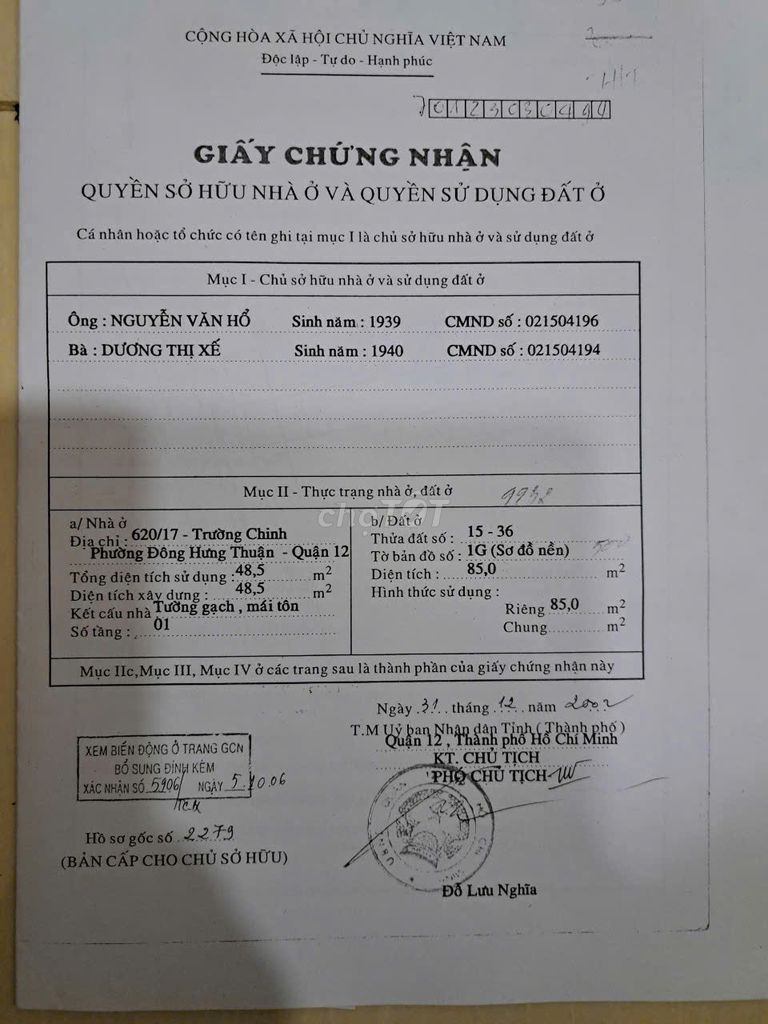 CỘNG HÒA XÃ HỘI CHỦ NGHĨA VIỆT NAM
Độc lập - Tự do - Hạnh phúc
GIẤY CHỨNG NHẬN
QUYỀN SỞ HỮU NHÀ Ở VÀ QUYỀN SỬ DỤNG ĐẤT Ở
Cá nhân hoặc tổ chức có tên ghi tại mục I là chủ sở hữu nhà ở và sử dụng đất ở
Mục I - Chủ sở hữu nhà ở và sử dụng đất ở
Ông : NGUYỄN VĂN HỔ Sinh năm : 1939 CMND số : 021504196
Bà : DƯƠNG THỊ XẾ Sinh năm : 1940 CMND số : 021504194
Mục II - Thực trạng nhà ở, đất ở
chợTỐT
a/ Nhà ở
Địa chỉ : 620/17 - Trường Chinh
Phường Đông Hưng Thuận - Quận 12
Tổng diện tích sử dụng : 48,5 m2
Diện tích xây dựng : 48,5 m2
Kết cấu nhà Tường gạch , mái tôn
Số tầng : 01
b/ Đất ở
Thửa đất số : 15 - 36
Tờ bản đồ số : 1G (Sơ đồ nền)
Diện tích : 85,0 m2
Hình thức sử dụng :
Riêng 85,0 m2
Chung m2
Mục IIc,Mục III, Mục IV ở các trang sau là thành phần của giấy chứng nhận này
Ngày 31 tháng 12 năm 2002
T.M Uỷ ban Nhân dân Tỉnh ( Thành phố )
Quận 12 , Thành phố Hồ Chí Minh
KT. CHỦ TỊCH
PHÓ CHỦ TỊCH
XEM BIẾN ĐỘNG Ở TRANG GCN
BỔ SUNG ĐÍNH KÈM
XÁC NHẬN SỐ 5906/ NGÀY 5.10.06
Hồ sơ gốc số 2279
(BẢN CẤP CHO CHỦ SỞ HỮU)
Đỗ Lưu Nghĩa